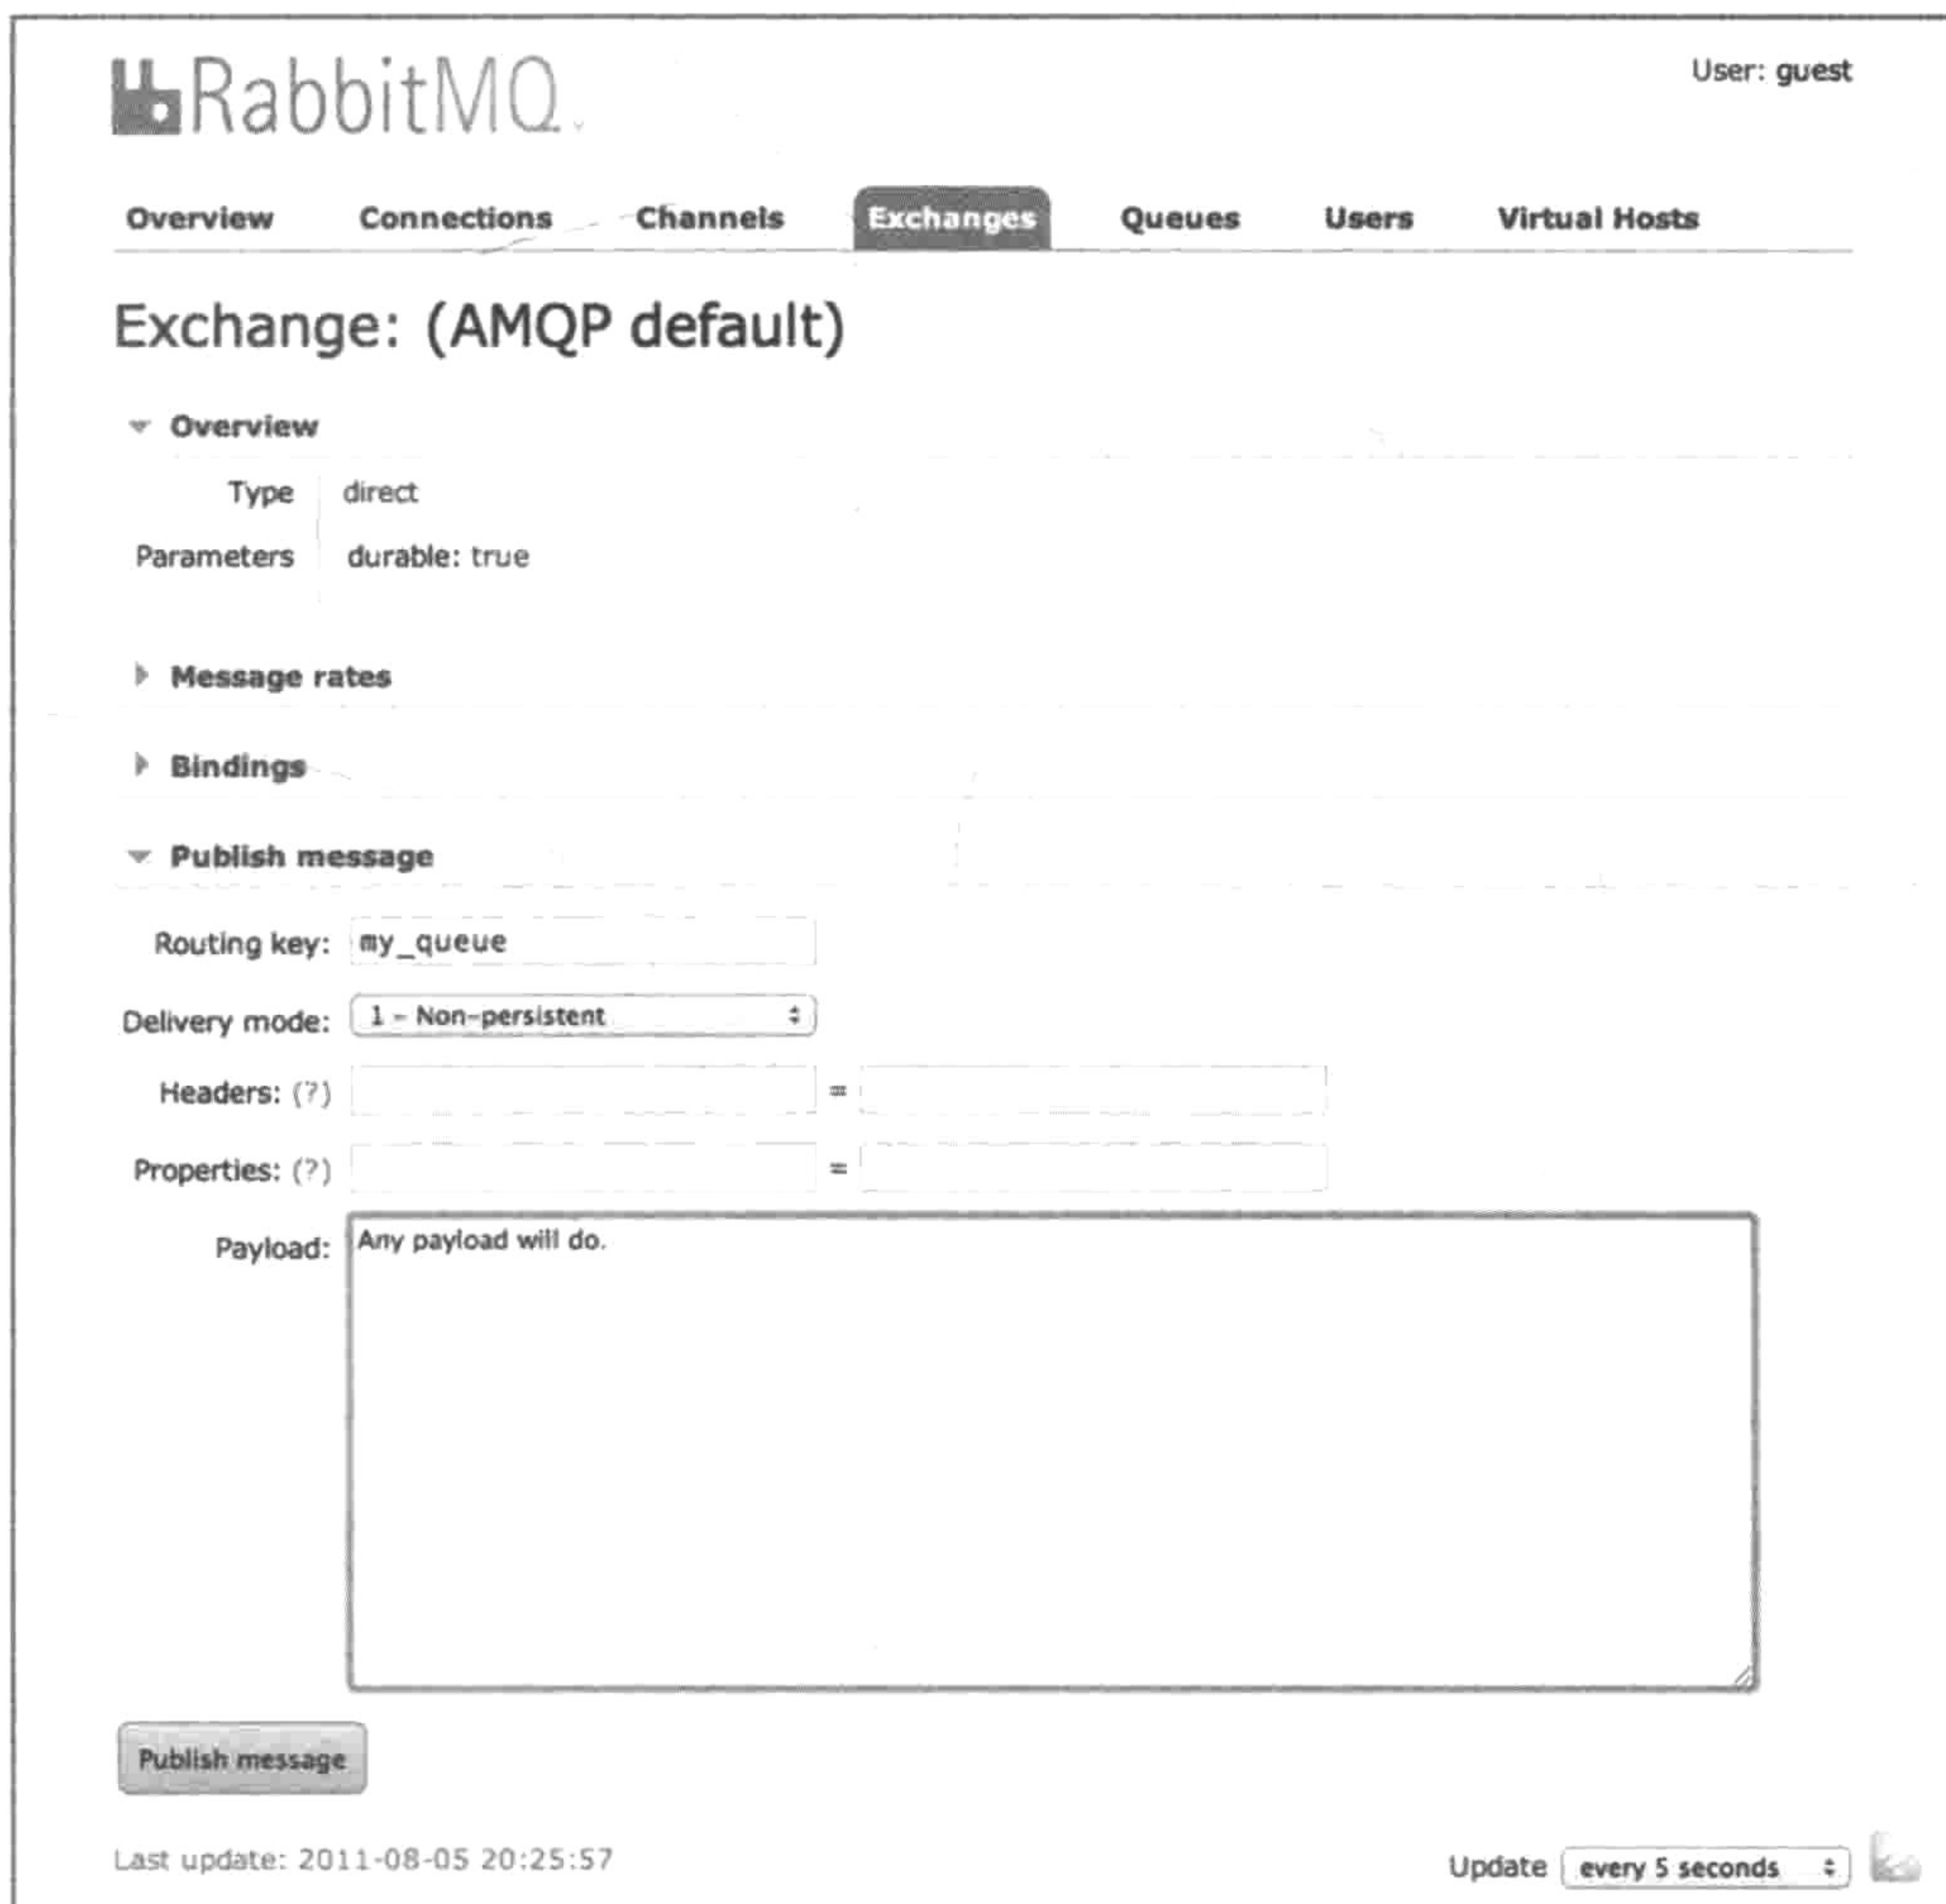 RabbitMQ
User: guest
Overview Connections Channels Exchanges Queues Users Virtual Hosts
Exchange: (AMQP default)
Overview
Type direct
Parameters durable: true
Message rates
Bindings
Publish message
Routing key: my_queue
Delivery mode: 1 - Non-persistent
Headers: (?) =
Properties: (?) =
Payload: Any payload will do.
Publish message
Last update: 2011-08-05 20:25:57
Update every 5 seconds